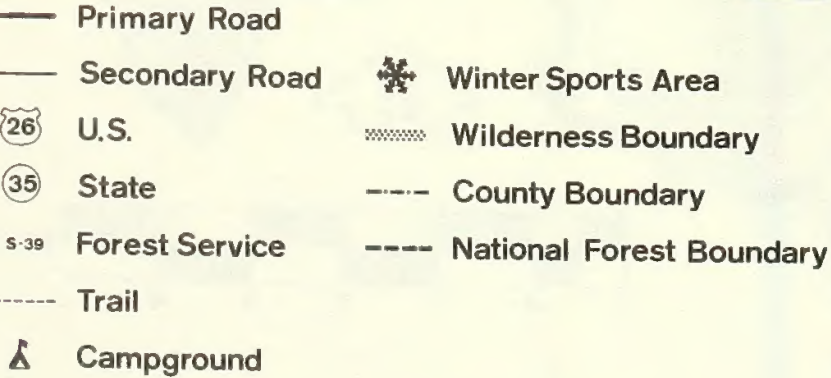 Primary Road
Secondary Road
26 U.S.
35 State
S-39 Forest Service
Trail
Campground
Winter Sports Area
Wilderness Boundary
County Boundary
National Forest Boundary